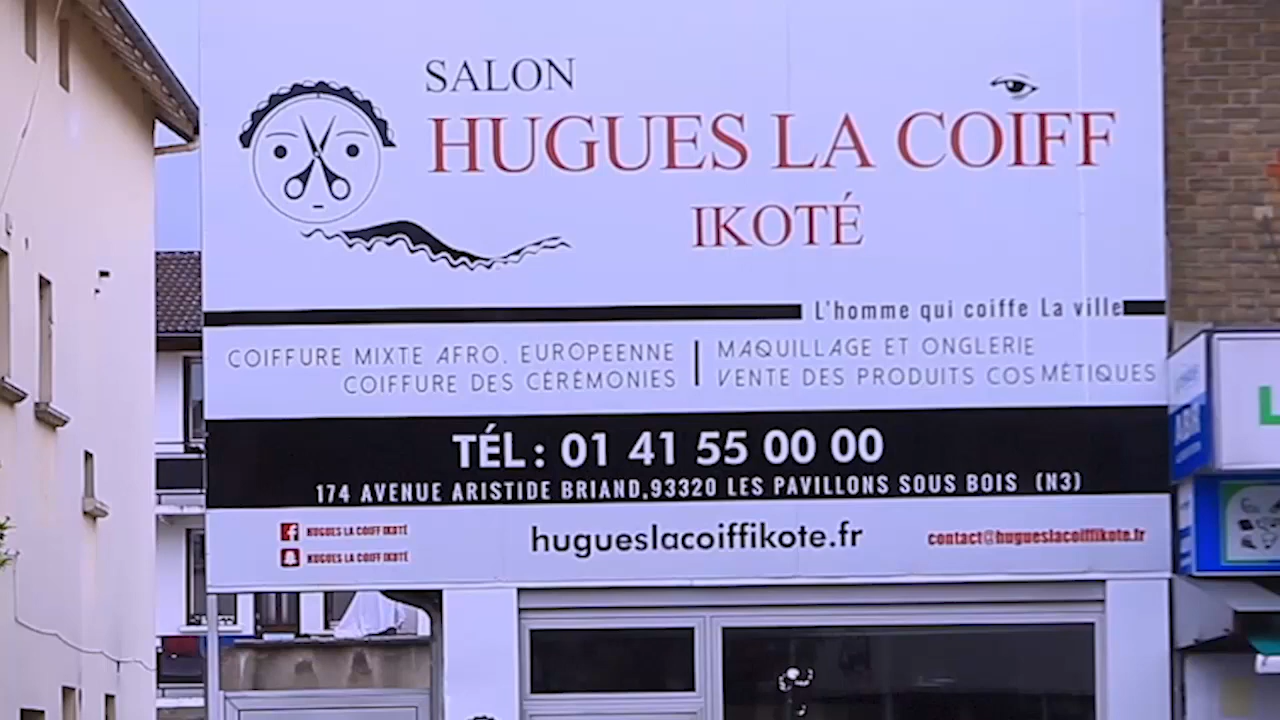 SALON
HUGUES LA COIFF
IKOTÉ
L'homme qui coiffe La ville
COIFFURE MIXTE AFRO. EUROPEENNE
COIFFURE DES CÉRÉMONIES
MAQUILLAGE ET ONGLERIE
VENTE DES PRODUITS COSMÉTIQUES
TÉL : 01 41 55 00 00
174 AVENUE ARISTIDE BRIAND,93320 LES PAVILLONS SOUS BOIS (N3)
HUGUES LA COIFF IKOTÉ
HUGUES LA COIFF IKOTÉ
hugueslacoiffikote.fr
contact@hugueslacoiffikote.fr